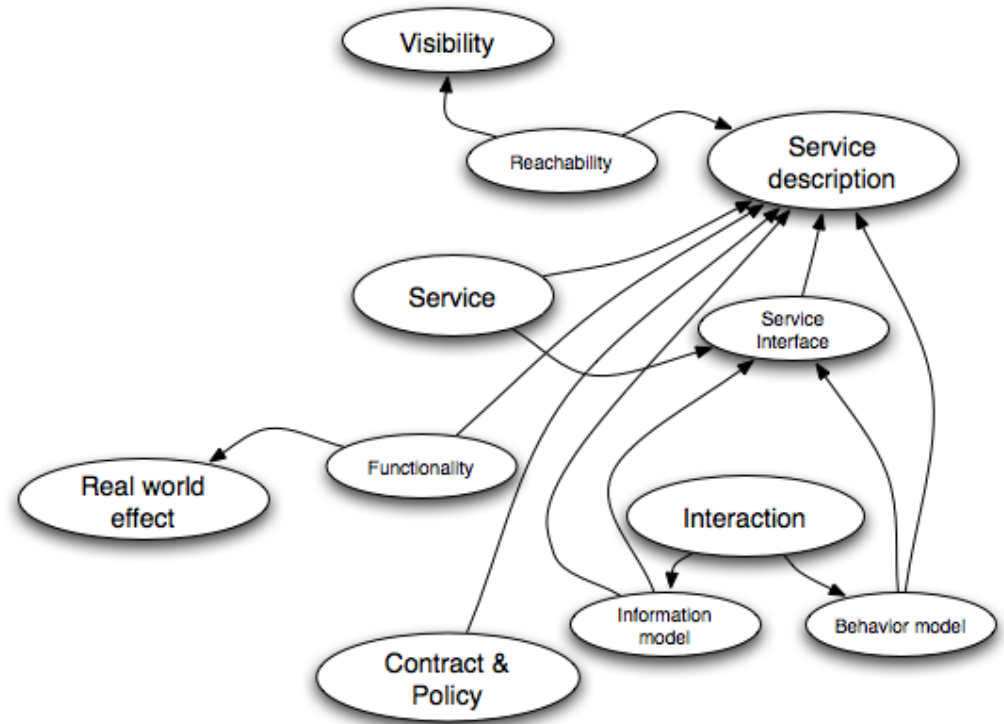 Visibility
Reachability
Service
description
Service
Service
Interface
Functionality
Real world
effect
Interaction
Information
model
Behavior model
Contract &
Policy